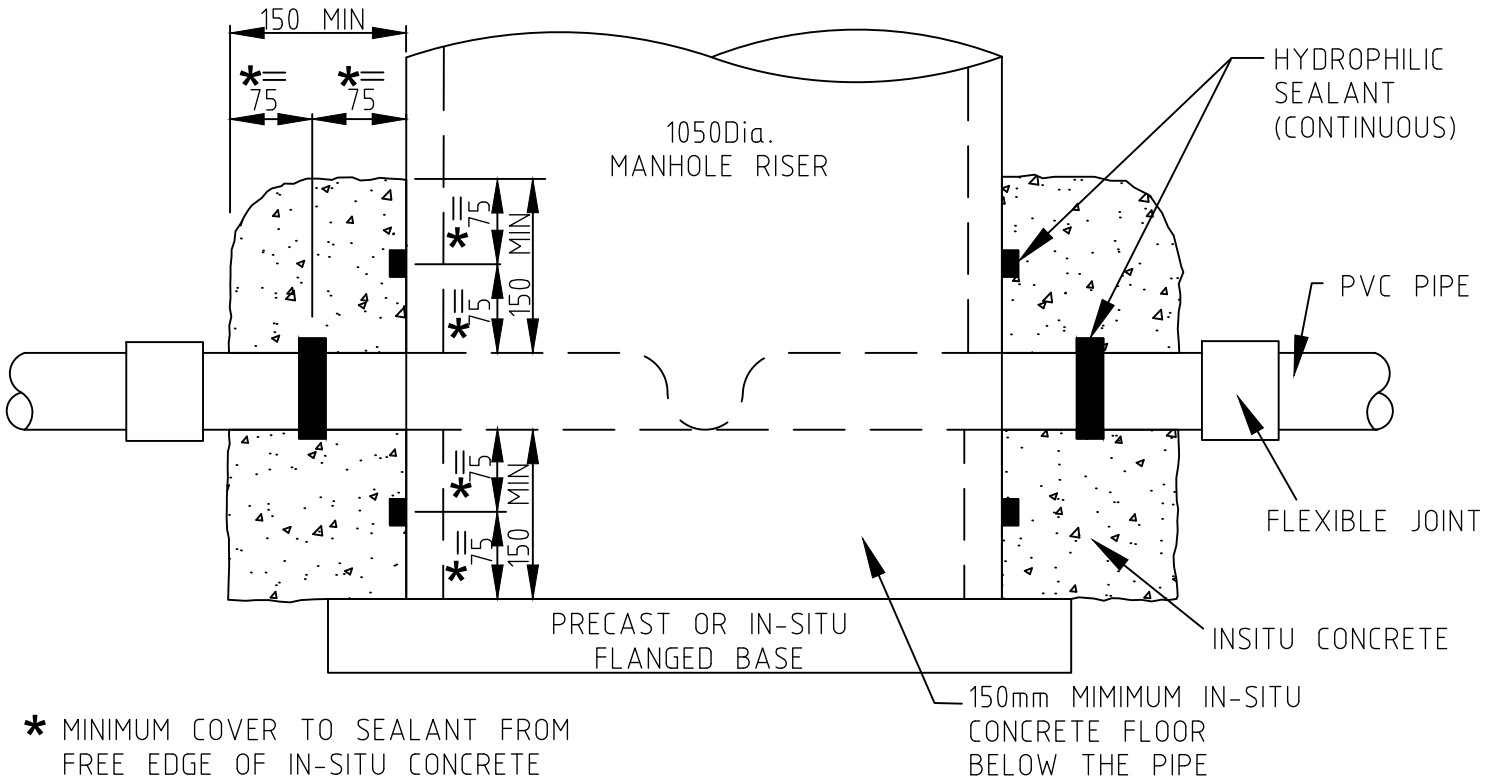 150 MIN
*=
75
*=
75
1050Dia.
MANHOLE RISER
HYDROPHILIC
SEALANT
(CONTINUOUS)
*=
75
*=
75
150 MIN
PVC PIPE
*=
75
*=
75
150 MIN
FLEXIBLE JOINT
INSITU CONCRETE
PRECAST OR IN-SITU
FLANGED BASE
150mm MIMIMUM IN-SITU
CONCRETE FLOOR
BELOW THE PIPE
* MINIMUM COVER TO SEALANT FROM
FREE EDGE OF IN-SITU CONCRETE